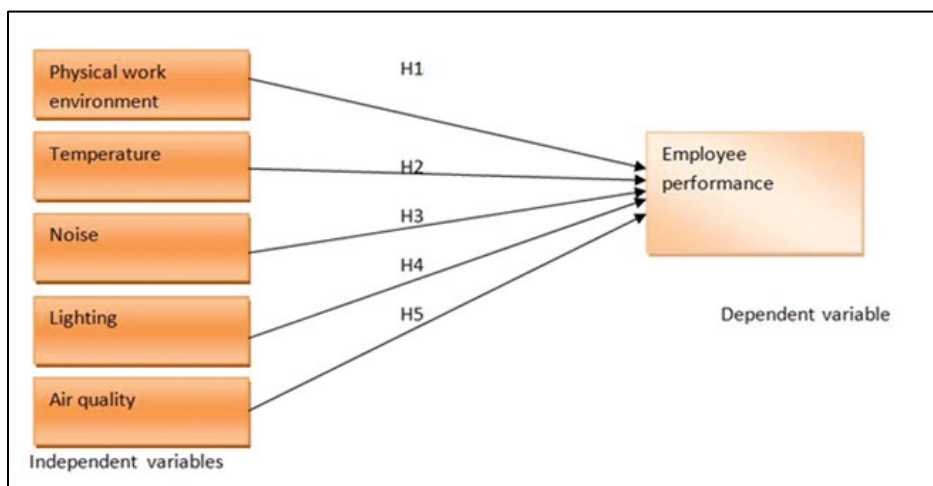 Physical work
environment
H1
Temperature
H2
Noise
H3
Lighting
H4
Air quality
H5
Independent variables
Employee
performance
Dependent variable